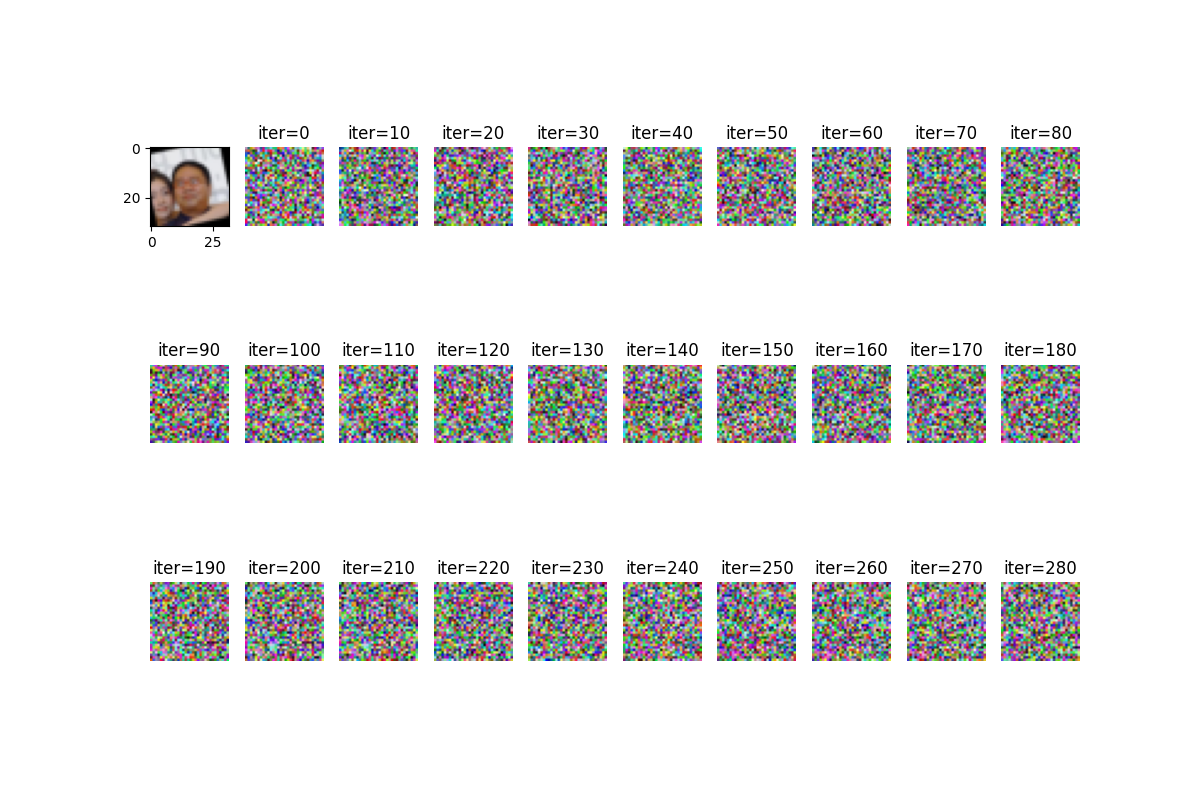 iter=0 iter=10 iter=20 iter=30 iter=40 iter=50 iter=60 iter=70 iter=80
0
20
0 25
iter=90 iter=100 iter=110 iter=120 iter=130 iter=140 iter=150 iter=160 iter=170 iter=180
iter=190 iter=200 iter=210 iter=220 iter=230 iter=240 iter=250 iter=260 iter=270 iter=280